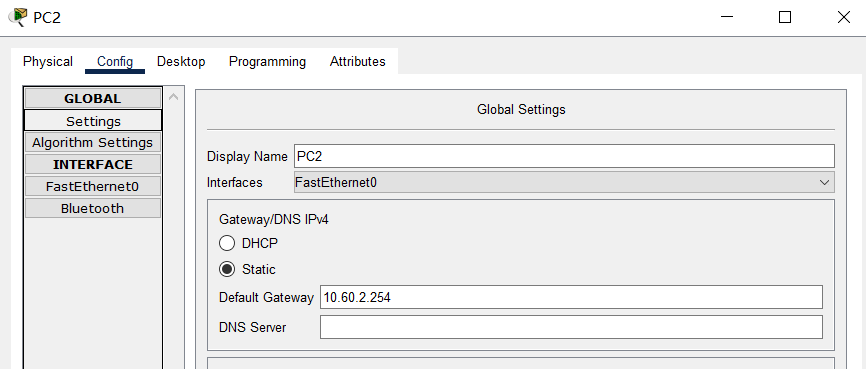 PC2
Physical Config Desktop Programming Attributes
GLOBAL
Settings
Algorithm Settings
INTERFACE
FastEthernet0
Bluetooth
Global Settings
Display Name PC2
Interfaces FastEthernet0
Gateway/DNS IPv4
DHCP
Static
Default Gateway 10.60.2.254
DNS Server